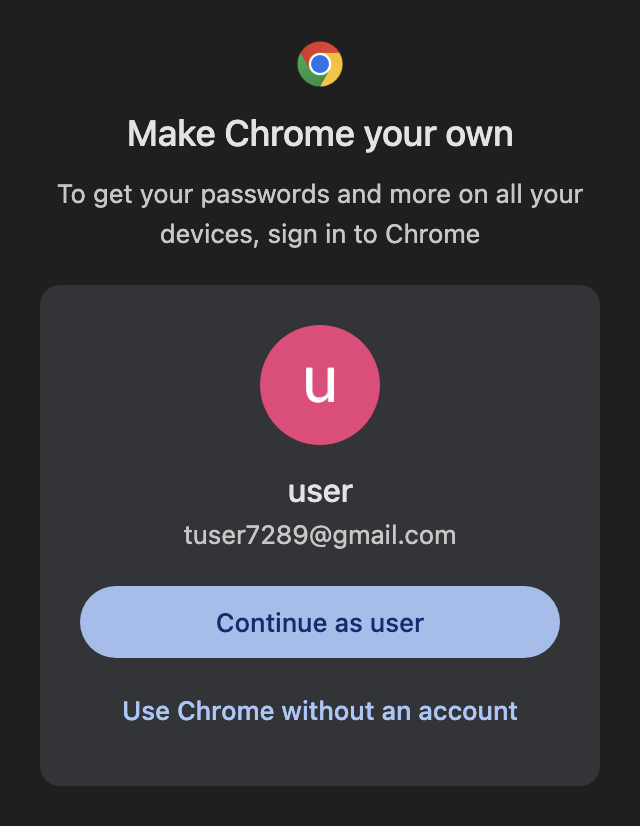 Make Chrome your own
To get your passwords and more on all your
devices, sign in to Chrome
u
user
tuser7289@gmail.com
Continue as user
Use Chrome without an account